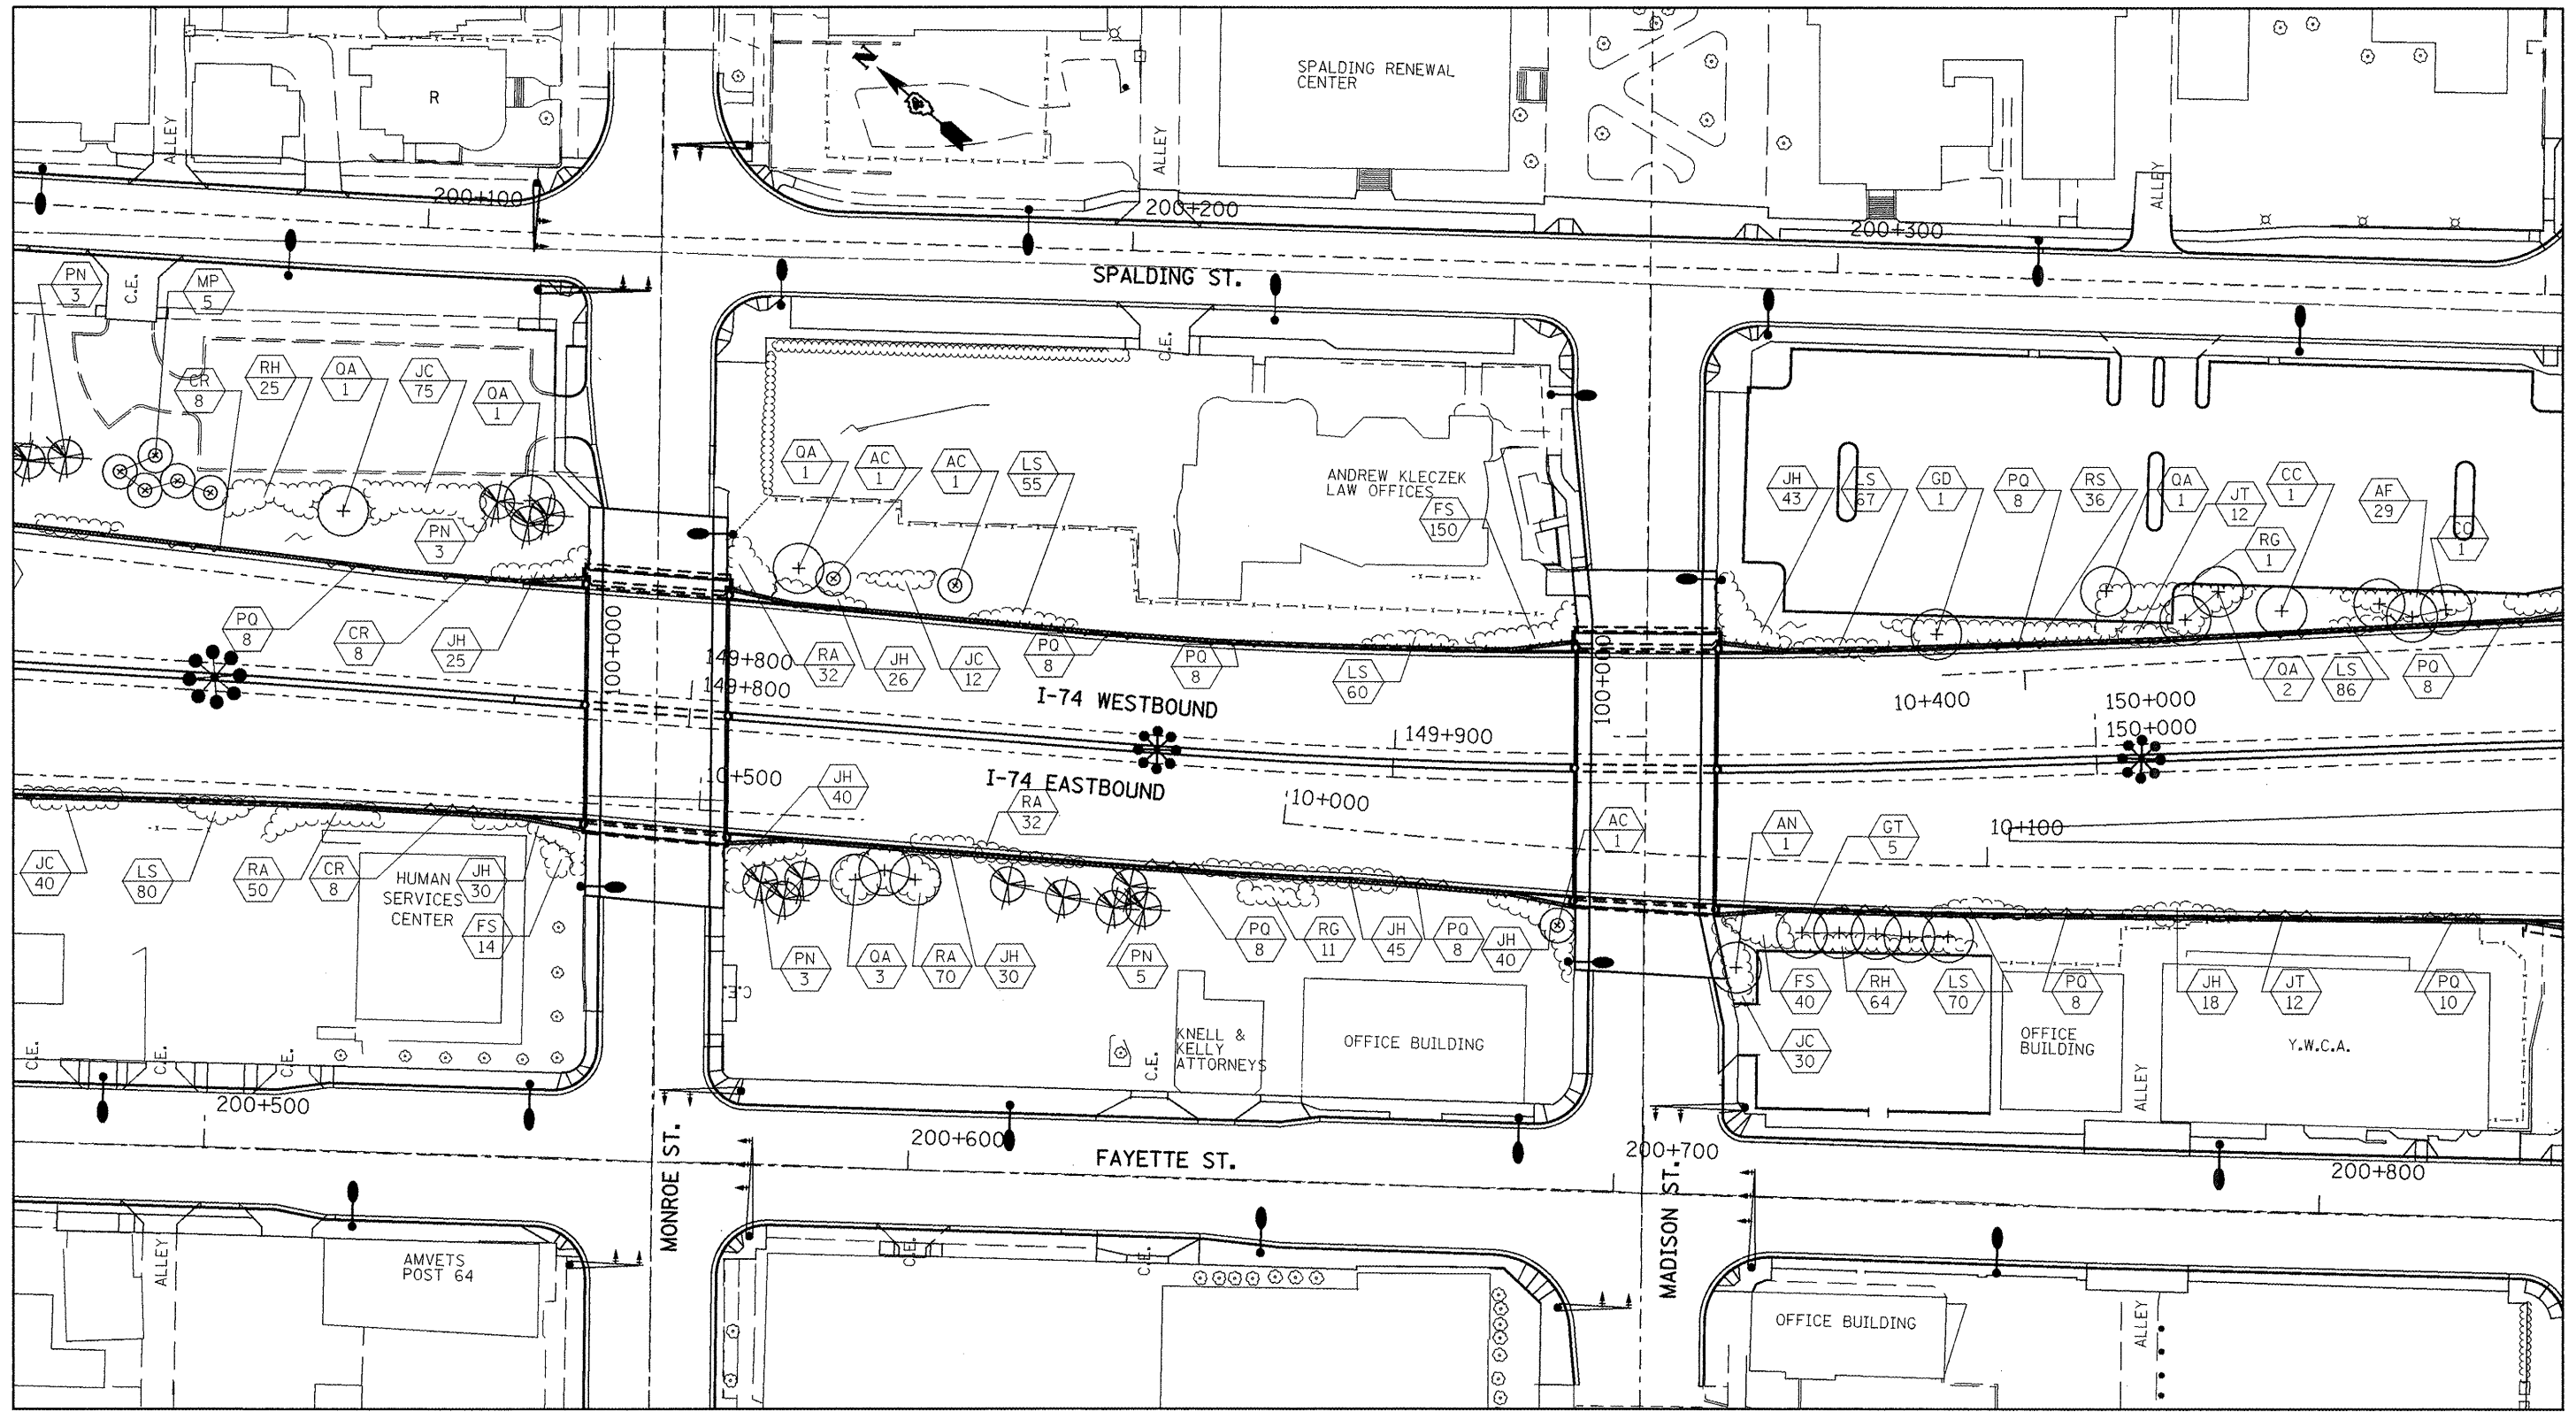 SPALDING RENEWAL
CENTER
N
R
ALLEY
ALLEY
ALLEY
200+100
200+200
200+300
SPALDING ST.
PN
3
C.E.
MP
5
C.E.
CR
8
RH
25
QA
1
JC
75
QA
1
PN
3
QA
1
AC
1
AC
1
LS
55
ANDREW KLECZEK
LAW OFFICES
FS
150
JH
43
LS
67
GD
1
PQ
8
RS
36
QA
1
JT
12
CC
1
RG
1
AF
29
CC
1
PQ
8
CR
8
JH
25
100+000
149+800
149+800
RA
32
JH
26
JC
12
PQ
8
PQ
8
LS
60
100+000
QA
2
LS
86
PQ
8
I-74 WESTBOUND
149+900
10+400
150+000
150+000
10+500
I-74 EASTBOUND
JH
40
RA
32
10+000
AC
1
AN
1
GT
5
10+100
JC
40
LS
80
RA
50
CR
8
JH
30
HUMAN
SERVICES
CENTER
FS
14
PN
3
QA
3
RA
70
JH
30
PN
5
PQ
8
RG
11
JH
45
PQ
8
JH
40
FS
40
RH
64
LS
70
PQ
8
JH
18
JT
12
PQ
10
JC
30
C.E.
KNELL &
KELLY
ATTORNEYS
OFFICE BUILDING
OFFICE
BUILDING
Y.W.C.A.
C.E.
C.E.
C.E.
C.E.
ALLEY
200+500
200+600
200+700
200+800
FAYETTE ST.
MONROE ST.
MADISON ST.
AMVETS
POST 64
ALLEY
C.E.
C.E.
OFFICE BUILDING
ALLEY